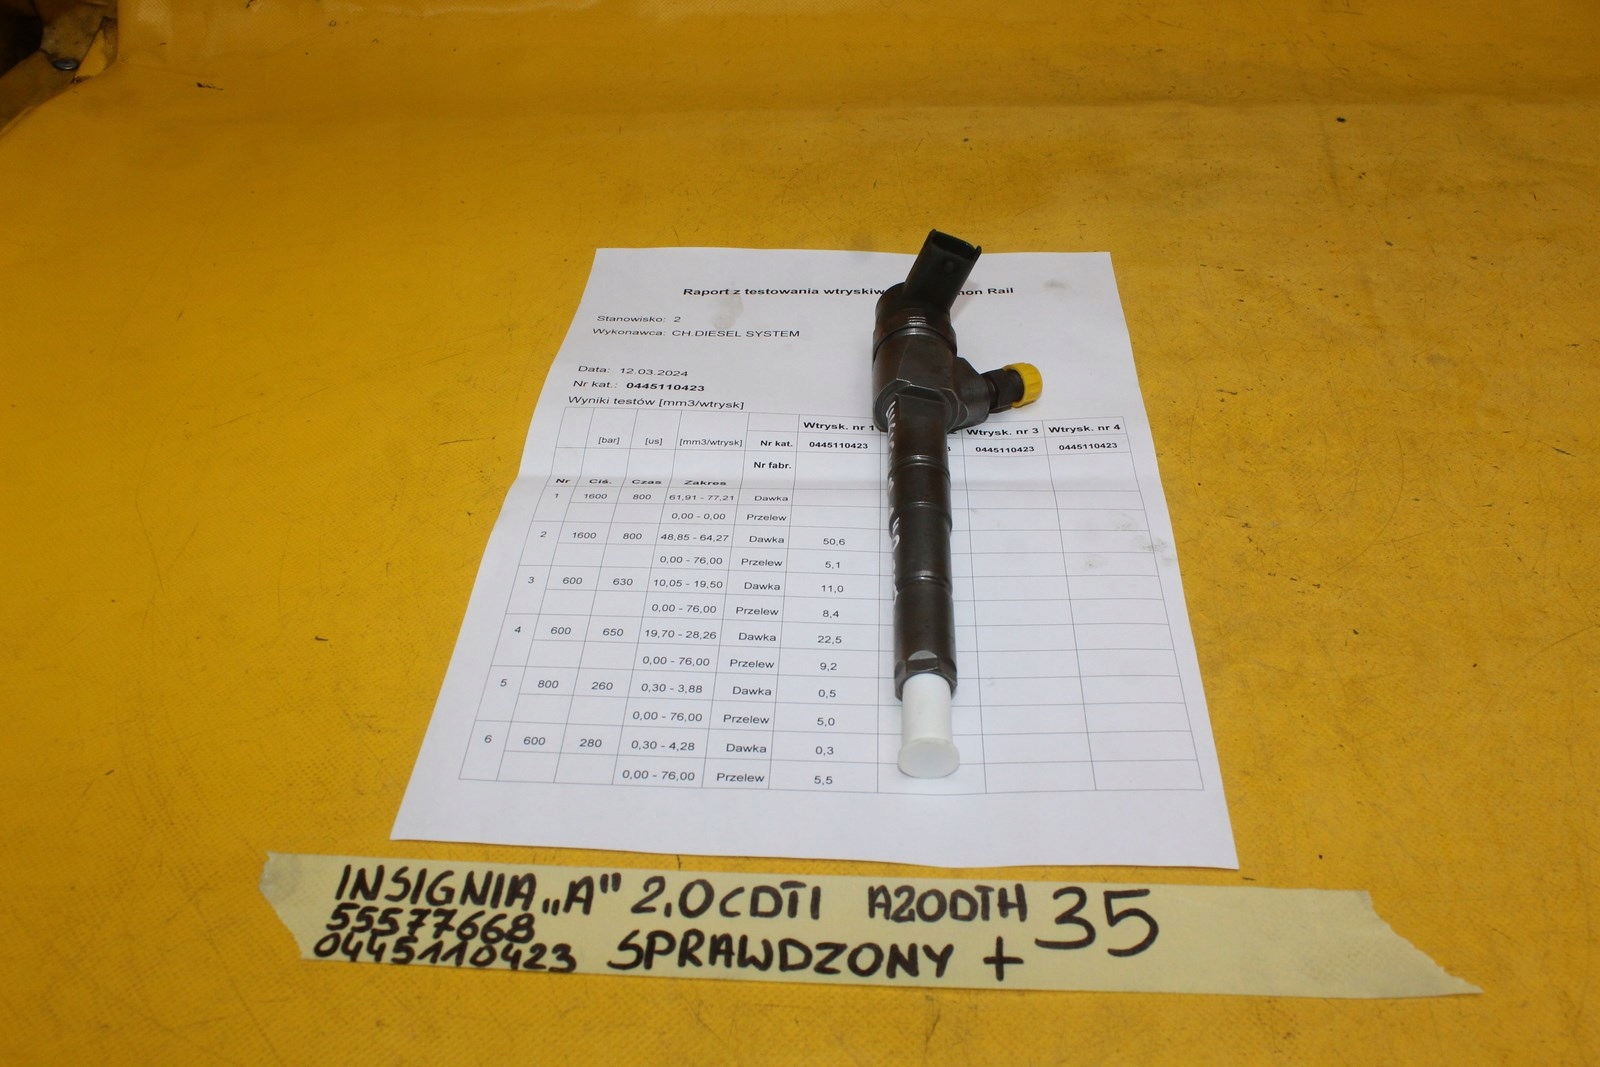 Raport z testowania wtryskiw non Rail
Stanowisko: 2
Wykonawca: CH.DIESEL SYSTEM
Data: 12.03.2024
Nr kat.: 0445110423
Wyniki testów [mm3/wtrysk]
Wtrysk. nr 1 Wtrysk. nr 3 Wtrysk. nr 4
[bar] [us] [mm3/wtrysk] Nr kat. 0445110423 3 0445110423 0445110423
Nr fabr.
Nr Ciś. Czas Zakres
1 1600 800 61,91 - 77,21 Dawka
0,00 - 0,00 Przelew
2 1600 800 48,85 - 64,27 Dawka 50,6
0,00 - 76,00 Przelew 5,1
3 600 630 10,05 - 19,50 Dawka 11,0
0,00 - 76,00 Przelew 8,4
4 600 650 19,70 - 28,26 Dawka 22,5
0,00 - 76,00 Przelew 9,2
5 800 260 0,30 - 3,88 Dawka 0,5
0,00 - 76,00 Przelew 5,0
6 600 280 0,30 - 4,28 Dawka 0,3
0,00 - 76,00 Przelew 5,5
INSIGNIA „A" 2.0 CDTI A20DTH 35
55577668
0445110423 SPRAWDZONY +